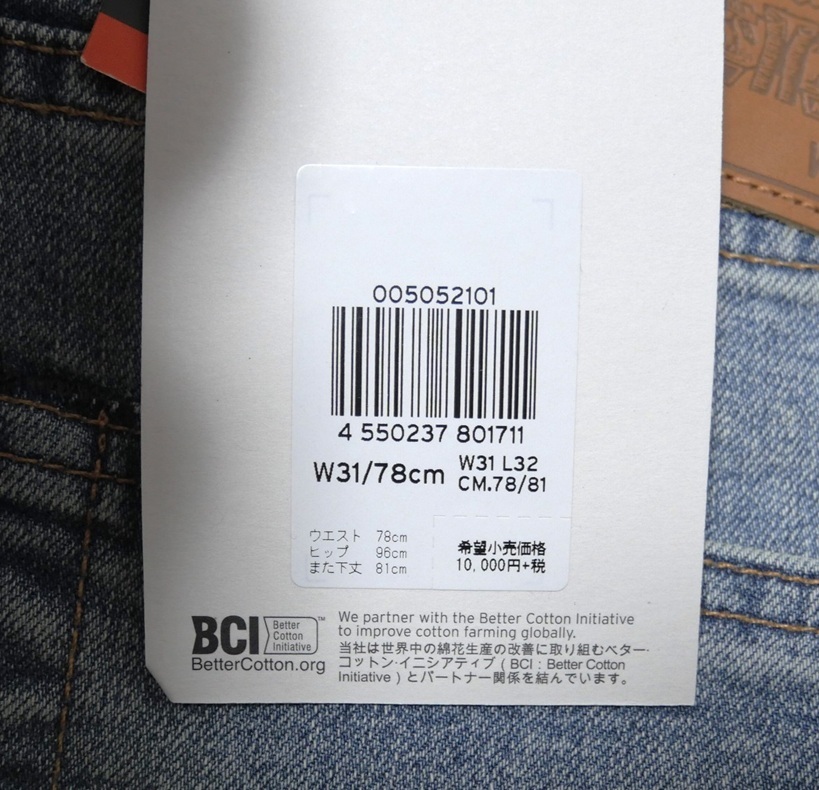 005052101
4 550237 801711
W31/78cm
W31 L32
CM.78/81
ウエスト 78cm
ヒップ 96cm
また下丈 81cm
希望小売価格
10,000円+税
BCI Better Cotton Initiative™
BetterCotton.org
We partner with the Better Cotton Initiative
to improve cotton farming globally.
当社は世界中の綿花生産の改善に取り組むベター・
コットン・イニシアティブ（BCI：Better Cotton
Initiative）とパートナー関係を結んでいます。